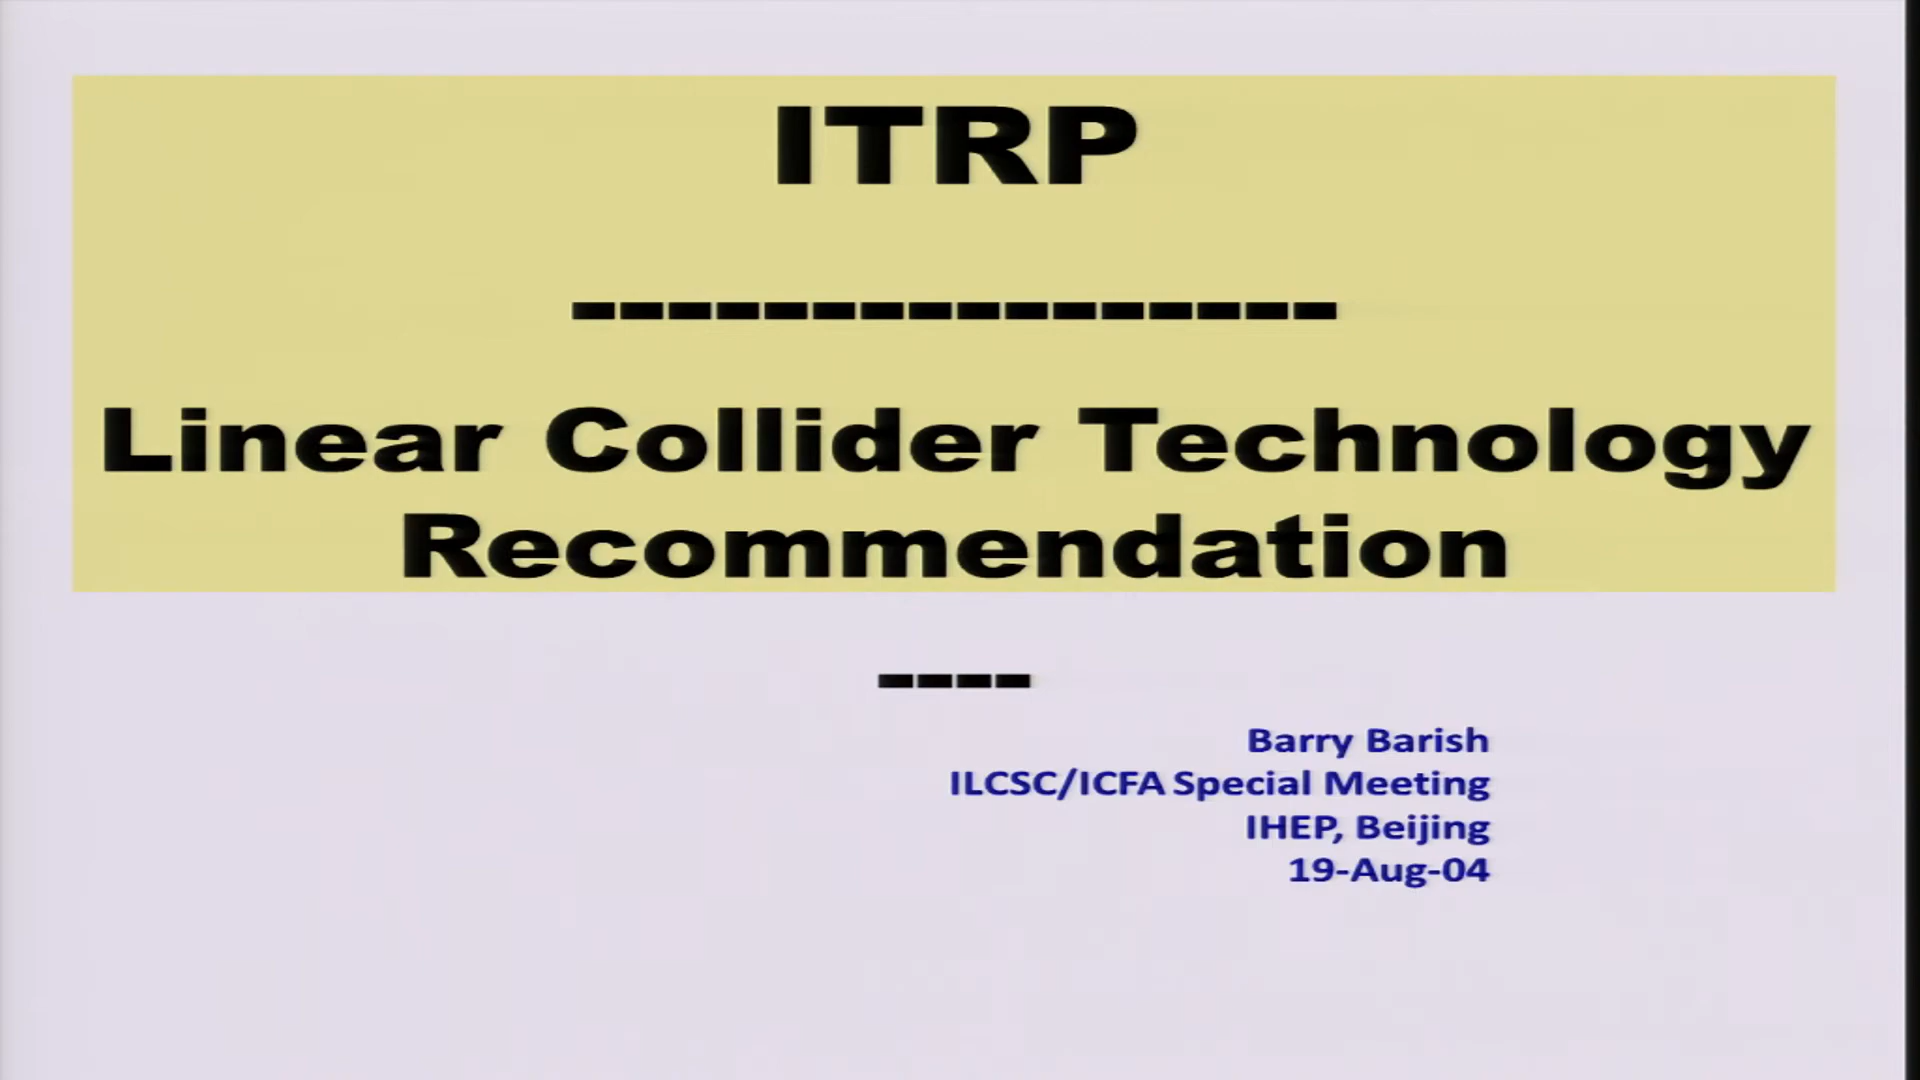 ITRP
----------------
Linear Collider Technology
Recommendation
----
Barry Barish
ILCSC/ICFA Special Meeting
IHEP, Beijing
19-Aug-04